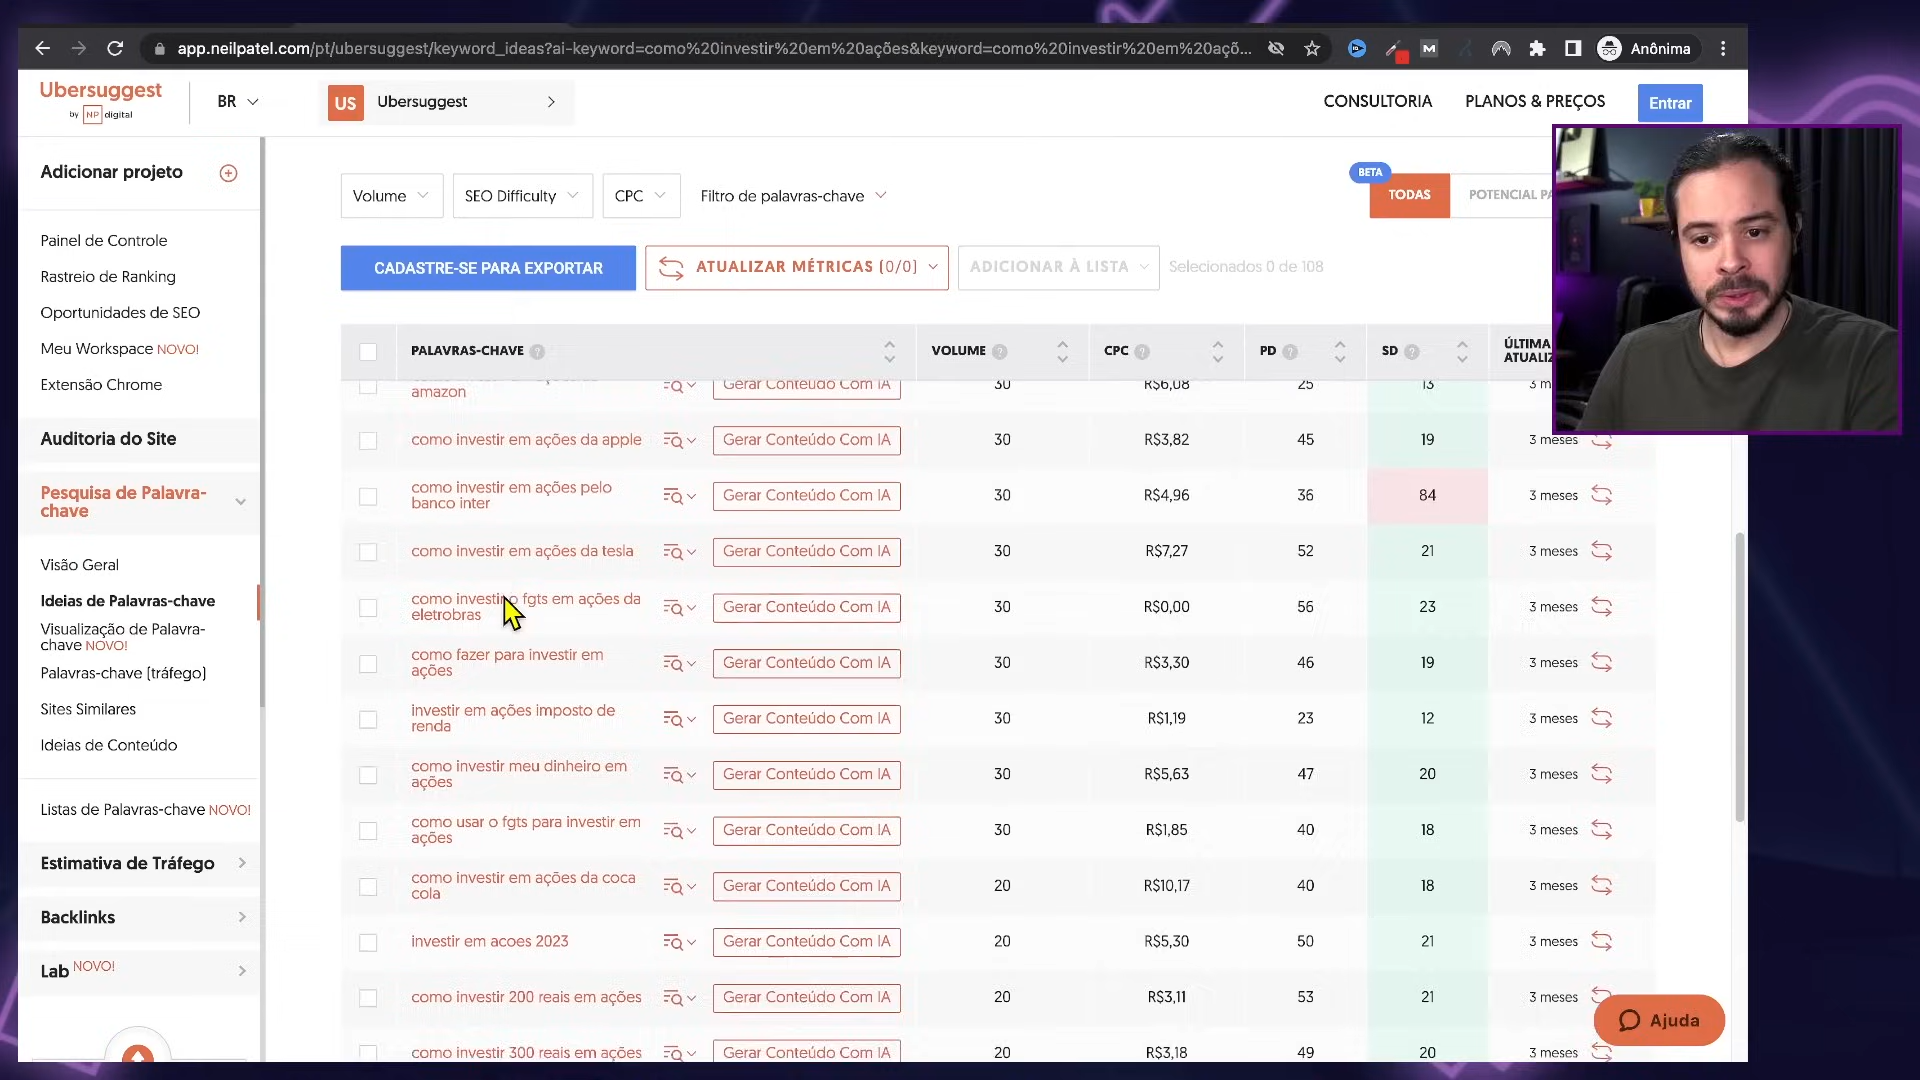 app.neilpatel.com/pt/ubersuggest/keyword_ideas?ai-keyword=como%20investir%20em%20ações&keyword=como%20investir%20em%20açõ...
Anônima
Ubersuggest
by NP digital
BR
US
Ubersuggest
CONSULTORIA
PLANOS & PREÇOS
Entrar
Adicionar projeto
Painel de Controle
Rastreio de Ranking
Oportunidades de SEO
Meu Workspace NOVO!
Extensão Chrome
Auditoria do Site
Pesquisa de Palavra-
chave
Visão Geral
Ideias de Palavras-chave
Visualização de Palavra-
chave NOVO!
Palavras-chave (tráfego)
Sites Similares
Ideias de Conteúdo
Listas de Palavras-chave NOVO!
Estimativa de Tráfego
Backlinks
Lab NOVO!
Volume
SEO Difficulty
CPC
Filtro de palavras-chave
BETA
TODAS
POTENCIAL PA
CADASTRE-SE PARA EXPORTAR
ATUALIZAR MÉTRICAS (0/0)
ADICIONAR À LISTA
Selecionados 0 de 108
PALAVRAS-CHAVE VOLUME CPC PD SD ÚLTIMA
ATUALIZ
amazon Gerar Conteúdo Com IA 30 R$6,08 25 13 3 m
como investir em ações da apple Gerar Conteúdo Com IA 30 R$3,82 45 19 3 meses
como investir em ações pelo
banco inter Gerar Conteúdo Com IA 30 R$4,96 36 84 3 meses
como investir em ações da tesla Gerar Conteúdo Com IA 30 R$7,27 52 21 3 meses
como investir o fgts em ações da
eletrobras Gerar Conteúdo Com IA 30 R$0,00 56 23 3 meses
como fazer para investir em
ações Gerar Conteúdo Com IA 30 R$3,30 46 19 3 meses
investir em ações imposto de
renda Gerar Conteúdo Com IA 30 R$1,19 23 12 3 meses
como investir meu dinheiro em
ações Gerar Conteúdo Com IA 30 R$5,63 47 20 3 meses
como usar o fgts para investir em
ações Gerar Conteúdo Com IA 30 R$1,85 40 18 3 meses
como investir em ações da coca
cola Gerar Conteúdo Com IA 20 R$10,17 40 18 3 meses
investir em acoes 2023 Gerar Conteúdo Com IA 20 R$5,30 50 21 3 meses
como investir 200 reais em ações Gerar Conteúdo Com IA 20 R$3,11 53 21 3 meses
como investir 300 reais em ações Gerar Conteúdo Com IA 20 R$3,18 49 20 3 meses
Ajuda